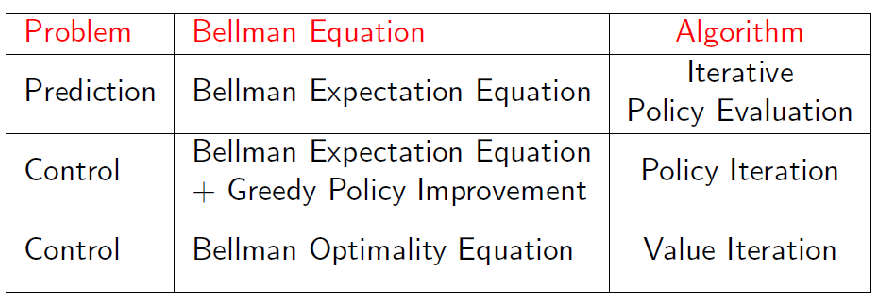 Problem Bellman Equation Algorithm
Prediction Bellman Expectation Equation Iterative
Policy Evaluation
Control Bellman Expectation Equation
+ Greedy Policy Improvement Policy Iteration
Control Bellman Optimality Equation Value Iteration